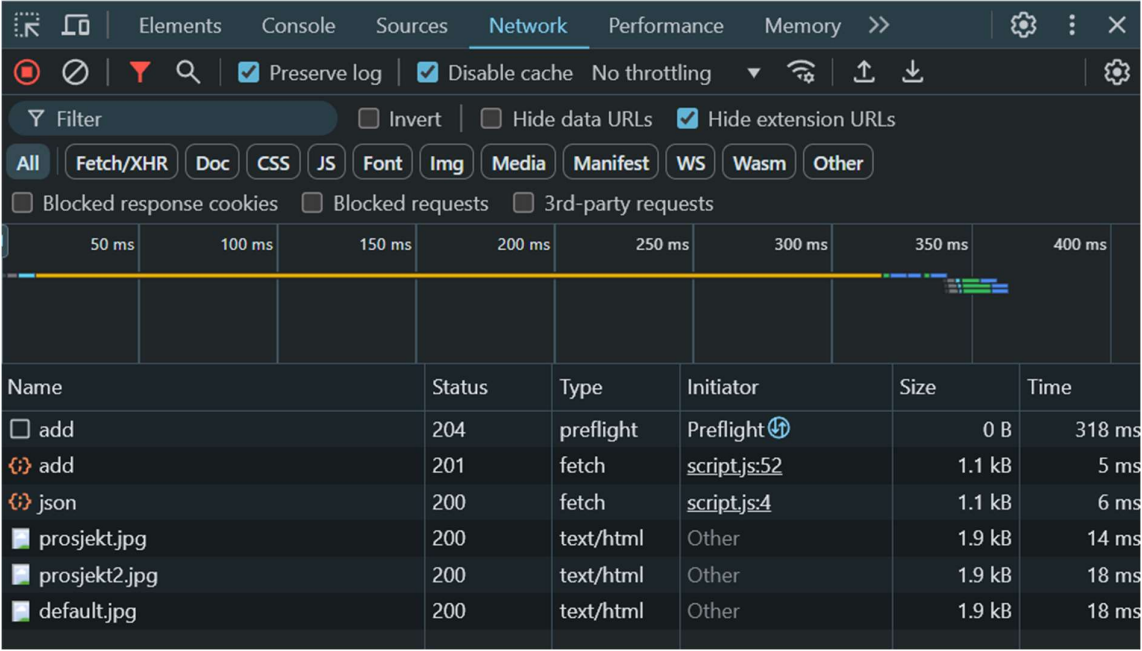 Elements Console Sources Network Performance Memory
Preserve log Disable cache No throttling
Filter Invert Hide data URLs Hide extension URLs
All Fetch/XHR Doc CSS JS Font Img Media Manifest WS Wasm Other
Blocked response cookies Blocked requests 3rd-party requests
50 ms 100 ms 150 ms 200 ms 250 ms 300 ms 350 ms 400 ms
Name Status Type Initiator Size Time
add 204 preflight Preflight 0 B 318 ms
add 201 fetch script.js:52 1.1 kB 5 ms
json 200 fetch script.js:4 1.1 kB 6 ms
prosjekt.jpg 200 text/html Other 1.9 kB 14 ms
prosjekt2.jpg 200 text/html Other 1.9 kB 18 ms
default.jpg 200 text/html Other 1.9 kB 18 ms